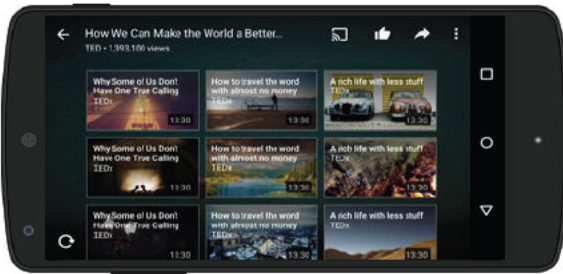 How We Can Make the World a Better...
TED • 1,393,100 views
Why Some of Us Don't
Have One True Calling
TEDx
13:30
How to travel the word
with almost no money
TEDx
13:30
A rich life with less stuff
TEDx
13:30
Why Some of Us Don't
Have One True Calling
TEDx
13:30
How to travel the word
with almost no money
TEDx
13:30
A rich life with less stuff
TEDx
13:30
Why Some of Us Don't
Have One True Calling
TEDx
13:30
How to travel the word
with almost no money
TEDx
13:30
A rich life with less stuff
TEDx
13:30